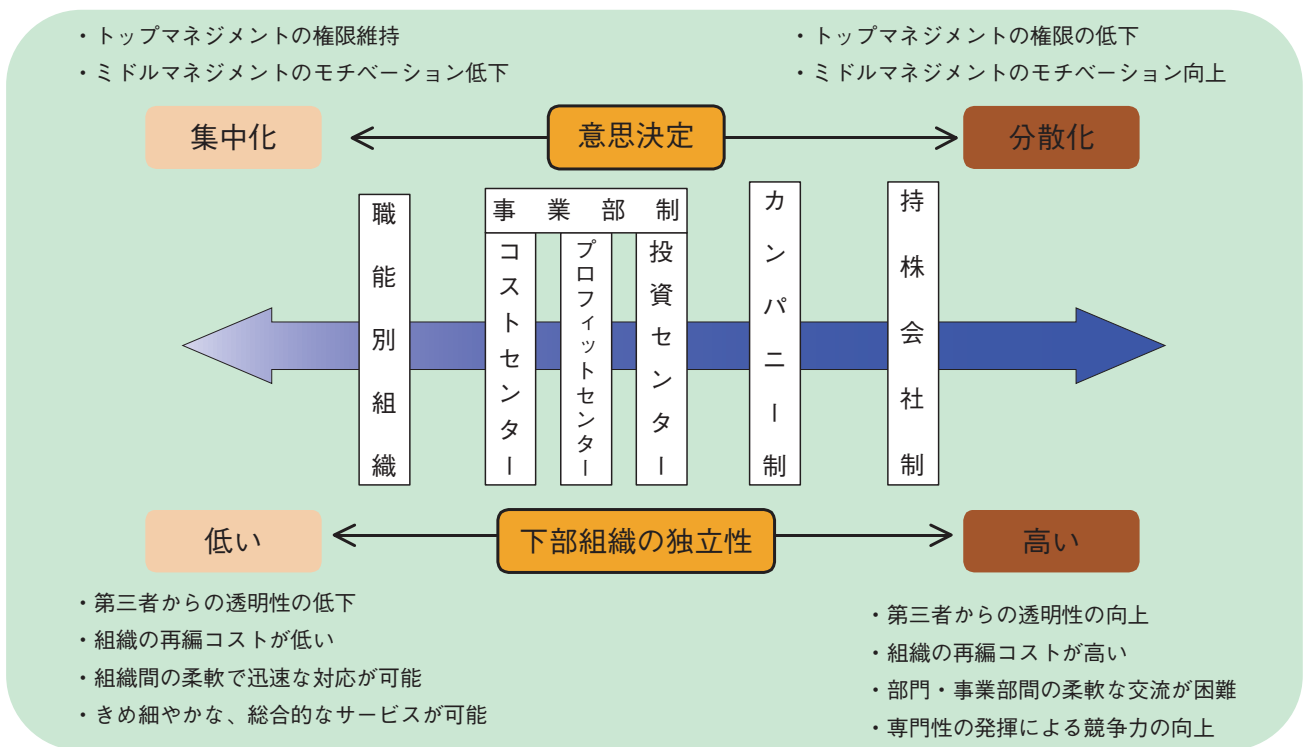 ・トップマネジメントの権限維持
・ミドルマネジメントのモチベーション低下
・トップマネジメントの権限の低下
・ミドルマネジメントのモチベーション向上
集中化
意思決定
分散化
職能別組織
事業部制
コストセンター
プロフィットセンター
投資センター
カンパニー制
持株会社制
低い
下部組織の独立性
高い
・第三者からの透明性の低下
・組織の再編コストが低い
・組織間の柔軟で迅速な対応が可能
・きめ細やかな、総合的なサービスが可能
・第三者からの透明性の向上
・組織の再編コストが高い
・部門・事業部間の柔軟な交流が困難
・専門性の発揮による競争力の向上